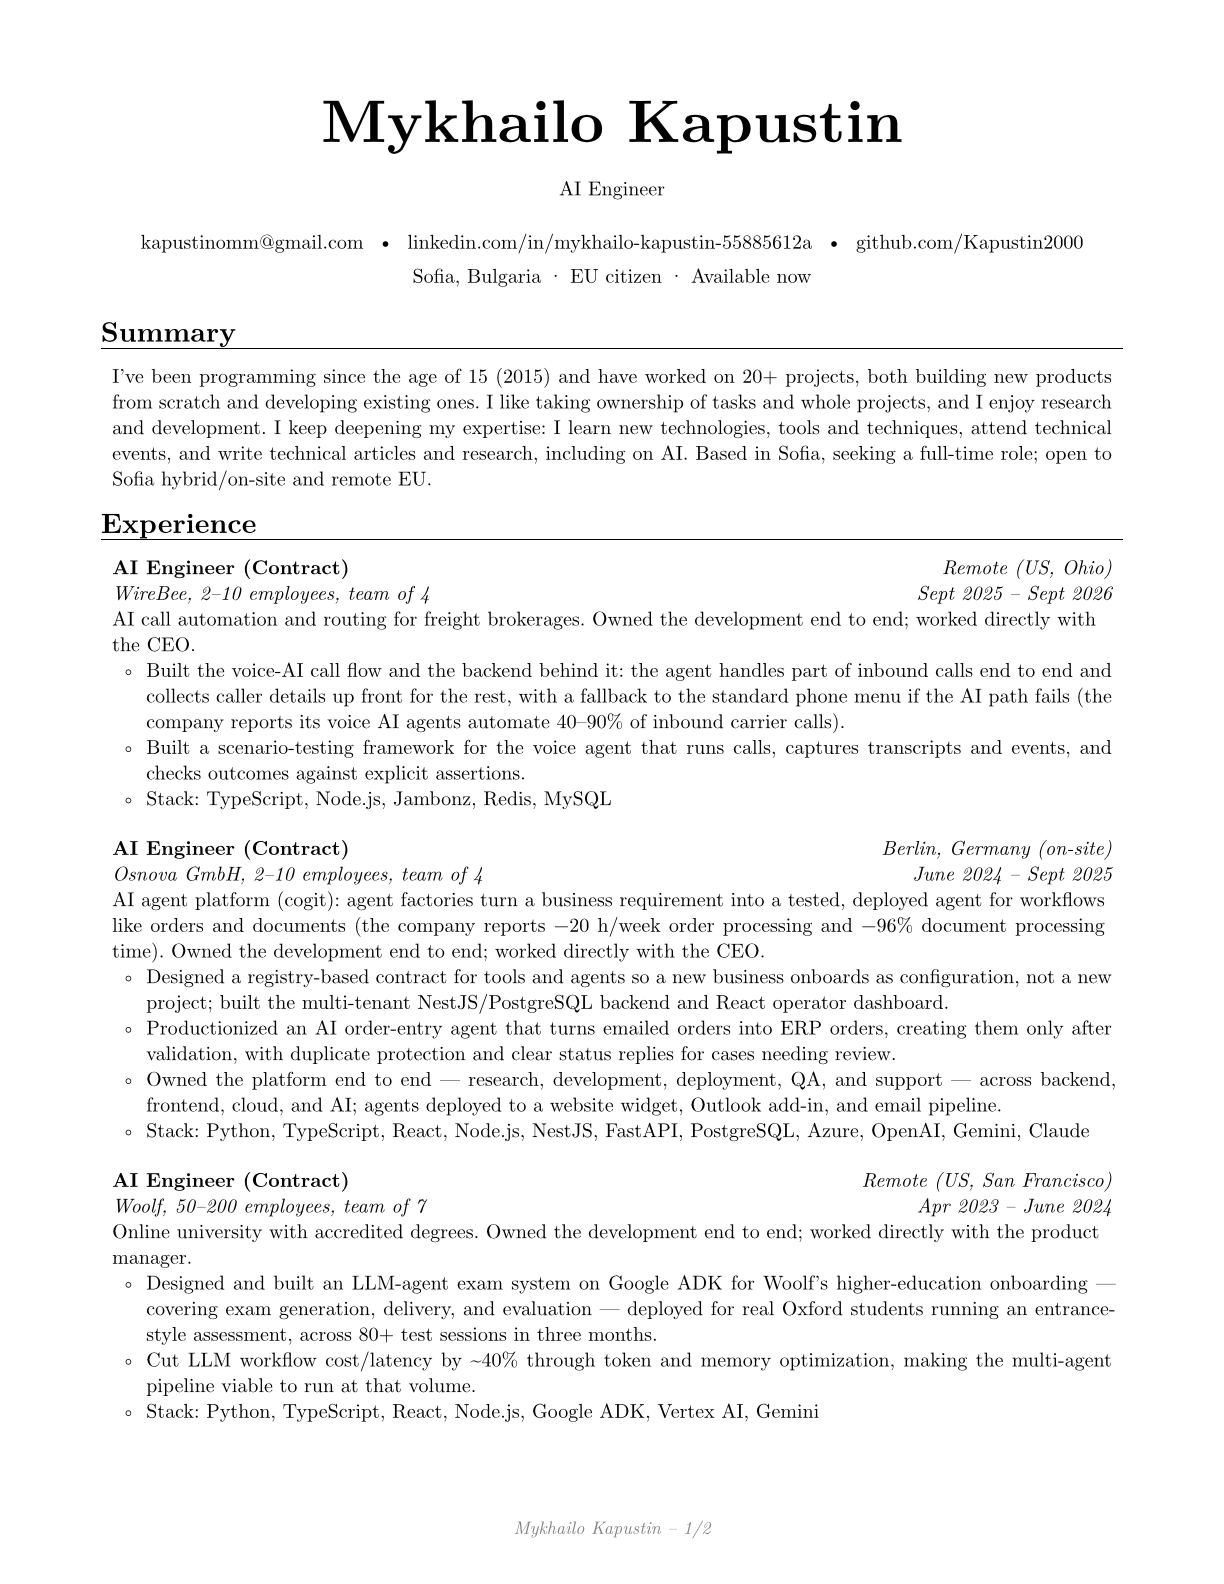 Mykhailo Kapustin
AI Engineer
kapustinomm@gmail.com • linkedin.com/in/mykhailo-kapustin-55885612a • github.com/Kapustin2000
Sofia, Bulgaria · EU citizen · Available now
Summary
I've been programming since the age of 15 (2015) and have worked on 20+ projects, both building new products
from scratch and developing existing ones. I like taking ownership of tasks and whole projects, and I enjoy research
and development. I keep deepening my expertise: I learn new technologies, tools and techniques, attend technical
events, and write technical articles and research, including on AI. Based in Sofia, seeking a full-time role; open to
Sofia hybrid/on-site and remote EU.
Experience
AI Engineer (Contract) Remote (US, Ohio)
WireBee, 2–10 employees, team of 4 Sept 2025 – Sept 2026
AI call automation and routing for freight brokerages. Owned the development end to end; worked directly with
the CEO.
◦ Built the voice-AI call flow and the backend behind it: the agent handles part of inbound calls end to end and
collects caller details up front for the rest, with a fallback to the standard phone menu if the AI path fails (the
company reports its voice AI agents automate 40–90% of inbound carrier calls).
◦ Built a scenario-testing framework for the voice agent that runs calls, captures transcripts and events, and
checks outcomes against explicit assertions.
◦ Stack: TypeScript, Node.js, Jambonz, Redis, MySQL
AI Engineer (Contract) Berlin, Germany (on-site)
Osnova GmbH, 2–10 employees, team of 4 June 2024 – Sept 2025
AI agent platform (cogit): agent factories turn a business requirement into a tested, deployed agent for workflows
like orders and documents (the company reports −20 h/week order processing and −96% document processing
time). Owned the development end to end; worked directly with the CEO.
◦ Designed a registry-based contract for tools and agents so a new business onboards as configuration, not a new
project; built the multi-tenant NestJS/PostgreSQL backend and React operator dashboard.
◦ Productionized an AI order-entry agent that turns emailed orders into ERP orders, creating them only after
validation, with duplicate protection and clear status replies for cases needing review.
◦ Owned the platform end to end — research, development, deployment, QA, and support — across backend,
frontend, cloud, and AI; agents deployed to a website widget, Outlook add-in, and email pipeline.
◦ Stack: Python, TypeScript, React, Node.js, NestJS, FastAPI, PostgreSQL, Azure, OpenAI, Gemini, Claude
AI Engineer (Contract) Remote (US, San Francisco)
Woolf, 50–200 employees, team of 7 Apr 2023 – June 2024
Online university with accredited degrees. Owned the development end to end; worked directly with the product
manager.
◦ Designed and built an LLM-agent exam system on Google ADK for Woolf's higher-education onboarding —
covering exam generation, delivery, and evaluation — deployed for real Oxford students running an entrance-
style assessment, across 80+ test sessions in three months.
◦ Cut LLM workflow cost/latency by ~40% through token and memory optimization, making the multi-agent
pipeline viable to run at that volume.
◦ Stack: Python, TypeScript, React, Node.js, Google ADK, Vertex AI, Gemini
Mykhailo Kapustin – 1/2